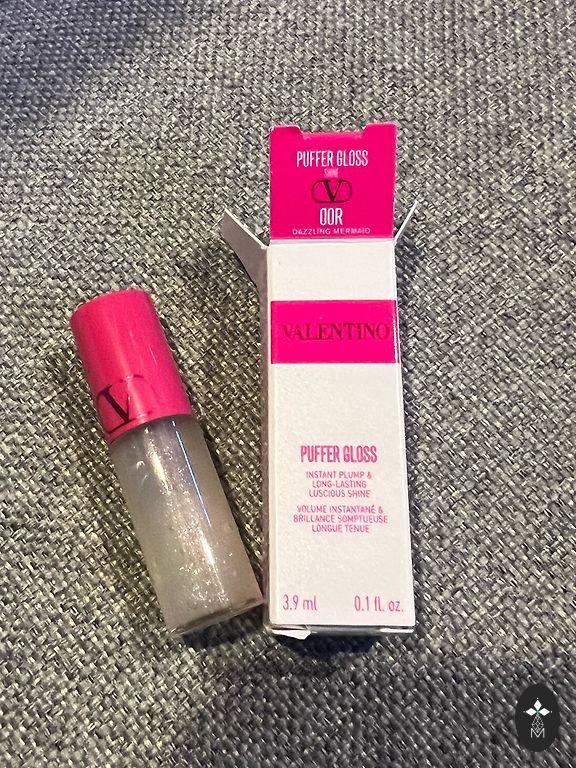 PUFFER GLOSS
SHINE
V
00R
DAZZLING MERMAID
VALENTINO
PUFFER GLOSS
INSTANT PLUMP &
LONG-LASTING
LUSCIOUS SHINE
VOLUME INSTANTANÉ &
BRILLANCE SOMPTUEUSE
LONGUE TENUE
3.9 ml 0.1 fl. oz.
V
M